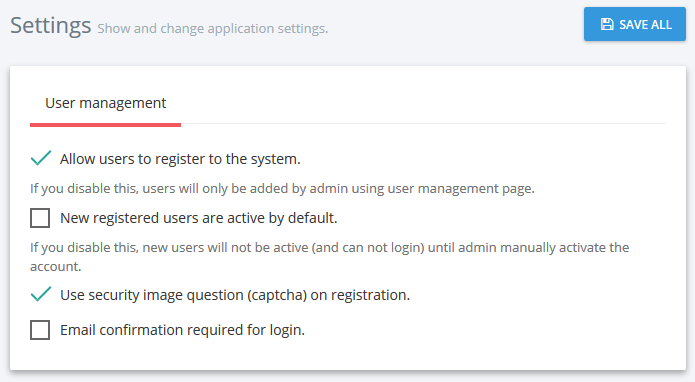 Settings Show and change application settings.
SAVE ALL
User management
Allow users to register to the system.
If you disable this, users will only be added by admin using user management page.
New registered users are active by default.
If you disable this, new users will not be active (and can not login) until admin manually activate the
account.
Use security image question (captcha) on registration.
Email confirmation required for login.